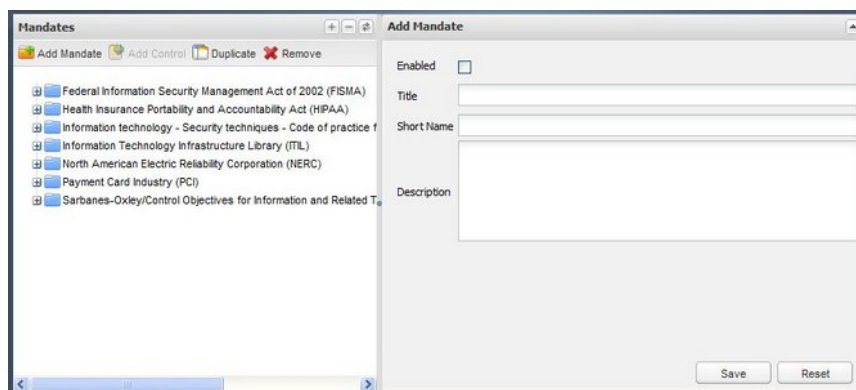 Mandates
Add Mandate Add Control Duplicate Remove
Federal Information Security Management Act of 2002 (FISMA)
Health Insurance Portability and Accountability Act (HIPAA)
Information technology - Security techniques - Code of practice f
Information Technology Infrastructure Library (ITIL)
North American Electric Reliability Corporation (NERC)
Payment Card Industry (PCI)
Sarbanes-Oxley/Control Objectives for Information and Related T
Add Mandate
Enabled
Title
Short Name
Description
Save Reset